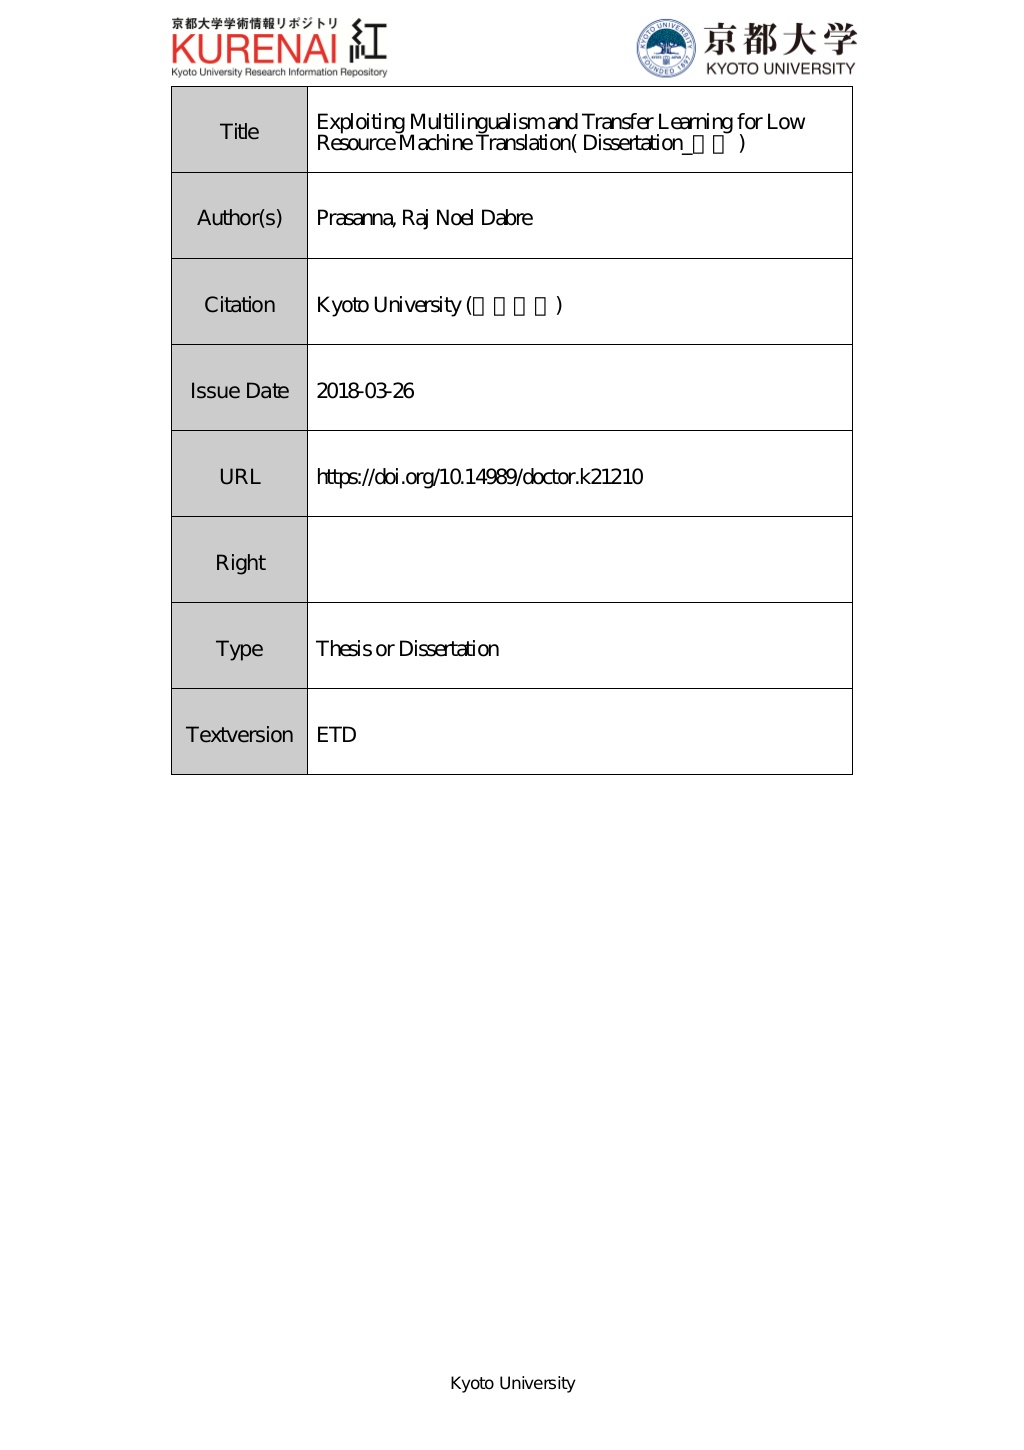 京都大学学術情報リポジトリ
KURENAI 紅
Kyoto University Research Information Repository
KYOTO UNIVERSITY
FOUNDED 1897
京都大学
KYOTO UNIVERSITY
Title
Exploiting Multilingualism and Transfer Learning for Low
Resource Machine Translation( Dissertation_ )
Author(s)
Prasanna, Raj Noel Dabre
Citation
Kyoto University ( )
Issue Date
2018-03-26
URL
https://doi.org/10.14989/doctor.k21210
Right
Type
Thesis or Dissertation
Textversion
ETD
Kyoto University